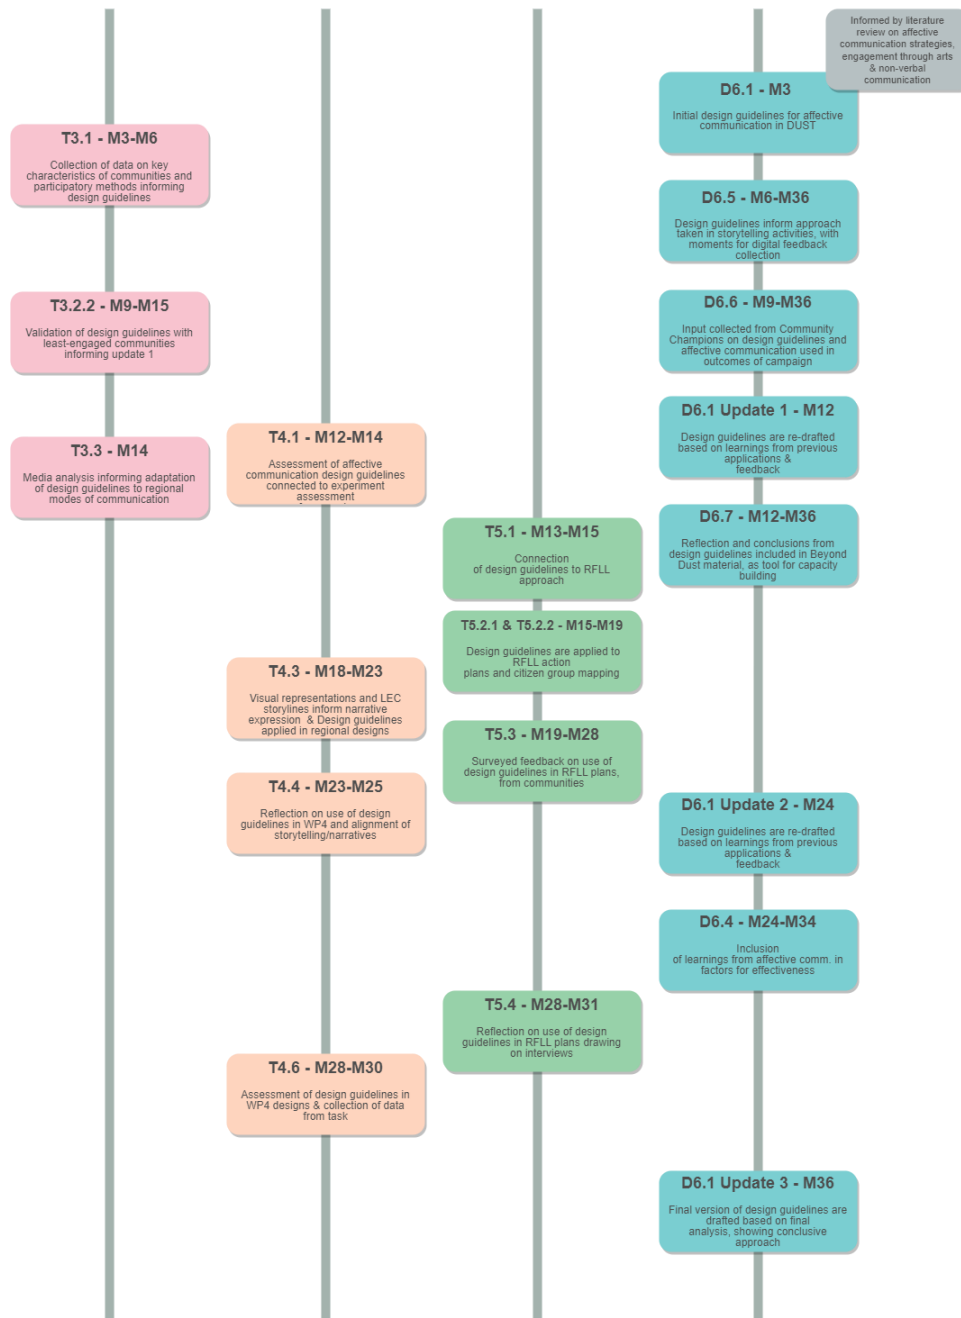 Informed by literature
review on affective
communication strategies,
engagement through arts
& non-verbal
communication
D6.1 - M3
Initial design guidelines for affective
communication in DUST
T3.1 - M3-M6
Collection of data on key
characteristics of communities and
participatory methods informing
design guidelines
D6.5 - M6-M36
Design guidelines inform approach
taken in storytelling activities, with
moments for digital feedback
collection
T3.2.2 - M9-M15
Validation of design guidelines with
least-engaged communities
informing update 1
D6.6 - M9-M36
Input collected from Community
Champions on design guidelines and
affective communication used in
outcomes of campaign
D6.1 Update 1 - M12
Design guidelines are re-drafted
based on learnings from previous
applications &
feedback
T4.1 - M12-M14
Assessment of affective
communication design guidelines
connected to experiment
assessment
T3.3 - M14
Media analysis informing adaptation
of design guidelines to regional
modes of communication
D6.7 - M12-M36
Reflection and conclusions from
design guidelines included in Beyond
Dust material, as tool for capacity
building
T5.1 - M13-M15
Connection
of design guidelines to RFLL
approach
T5.2.1 & T5.2.2 - M15-M19
Design guidelines are applied to
RFLL action
plans and citizen group mapping
T4.3 - M18-M23
Visual representations and LEC
storylines inform narrative
expression & Design guidelines
applied in regional designs
T5.3 - M19-M28
Surveyed feedback on use of
design guidelines in RFLL plans,
from communities
T4.4 - M23-M25
Reflection on use of design
guidelines in WP4 and alignment of
storytelling/narratives
D6.1 Update 2 - M24
Design guidelines are re-drafted
based on learnings from previous
applications &
feedback
D6.4 - M24-M34
Inclusion
of learnings from affective comm. in
factors for effectiveness
T5.4 - M28-M31
Reflection on use of design
guidelines in RFLL plans drawing
on interviews
T4.6 - M28-M30
Assessment of design guidelines in
WP4 designs & collection of data
from task
D6.1 Update 3 - M36
Final version of design guidelines are
drafted based on final
analysis, showing conclusive
approach